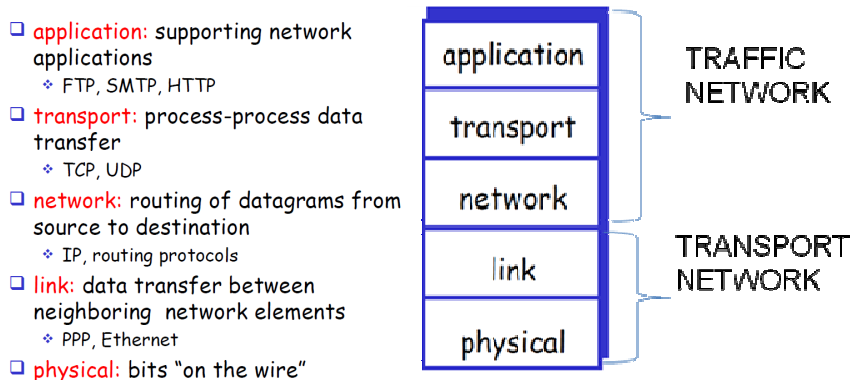 application: supporting network
applications
FTP, SMTP, HTTP
transport: process-process data
transfer
TCP, UDP
network: routing of datagrams from
source to destination
IP, routing protocols
link: data transfer between
neighboring network elements
PPP, Ethernet
physical: bits “on the wire”
application
transport
network
link
physical
TRAFFIC
NETWORK
TRANSPORT
NETWORK